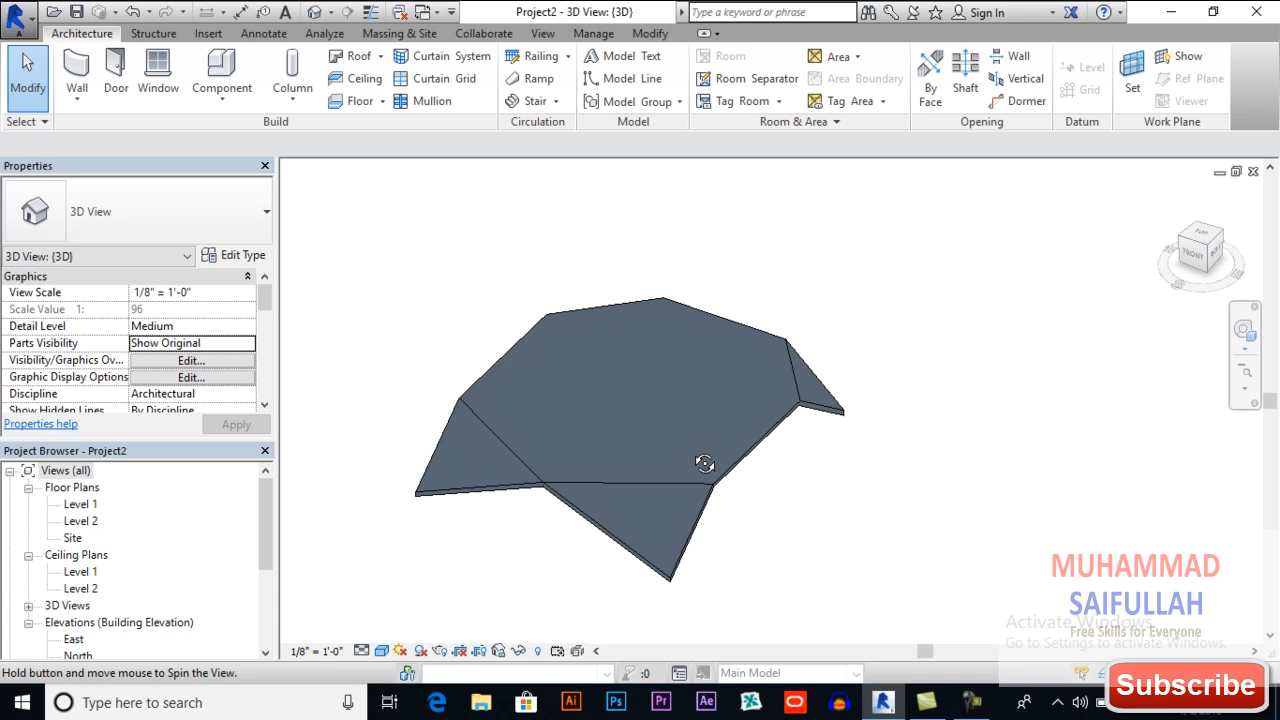 Project2 - 3D View: {3D}
Type a keyword or phrase
Sign In
Architecture Structure Insert Annotate Analyze Massing & Site Collaborate View Manage Modify
Modify
Wall
Door
Window
Component
Column
Roof
Ceiling
Floor
Curtain System
Curtain Grid
Mullion
Railing
Ramp
Stair
Model Text
Model Line
Model Group
Room
Room Separator
Tag Room
Area
Area Boundary
Tag Area
By
Face
Shaft
Wall
Vertical
Dormer
Level
Grid
Set
Show
Ref Plane
Viewer
Select
Build
Circulation
Model
Room & Area
Opening
Datum
Work Plane
Properties
3D View
3D View: {3D} Edit Type
Graphics
View Scale 1/8" = 1'-0"
Scale Value 1: 96
Detail Level Medium
Parts Visibility Show Original
Visibility/Graphics Ov... Edit...
Graphic Display Options Edit...
Discipline Architectural
Show Hidden Lines By Discipline
Properties help Apply
Project Browser - Project2
Views (all)
Floor Plans
Level 1
Level 2
Site
Ceiling Plans
Level 1
Level 2
3D Views
Elevations (Building Elevation)
East
North
FRONT
MUHAMMAD
SAIFULLAH
Free Skills for Everyone
Activate Windows
Go to Settings to activate Windows.
1/8" = 1'-0"
Hold button and move mouse to Spin the View.
:0
Main Model
Subscribe
Type here to search
Ai
Ps
Pr
Ae